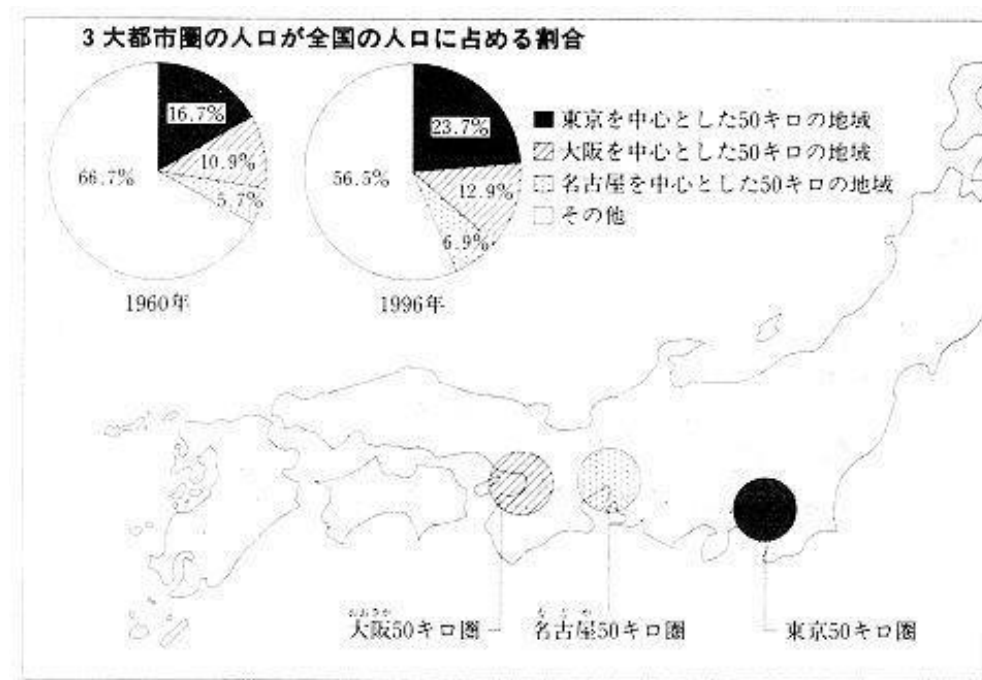 3大都市圏の人口が全国の人口に占める割合
16.7%
10.9%
5.7%
66.7%
1960年
23.7%
12.9%
6.9%
56.5%
1996年
東京を中心とした50キロの地域
大阪を中心とした50キロの地域
名古屋を中心とした50キロの地域
その他
おおさか
大阪50キロ圏
なごや
名古屋50キロ圏
東京50キロ圏